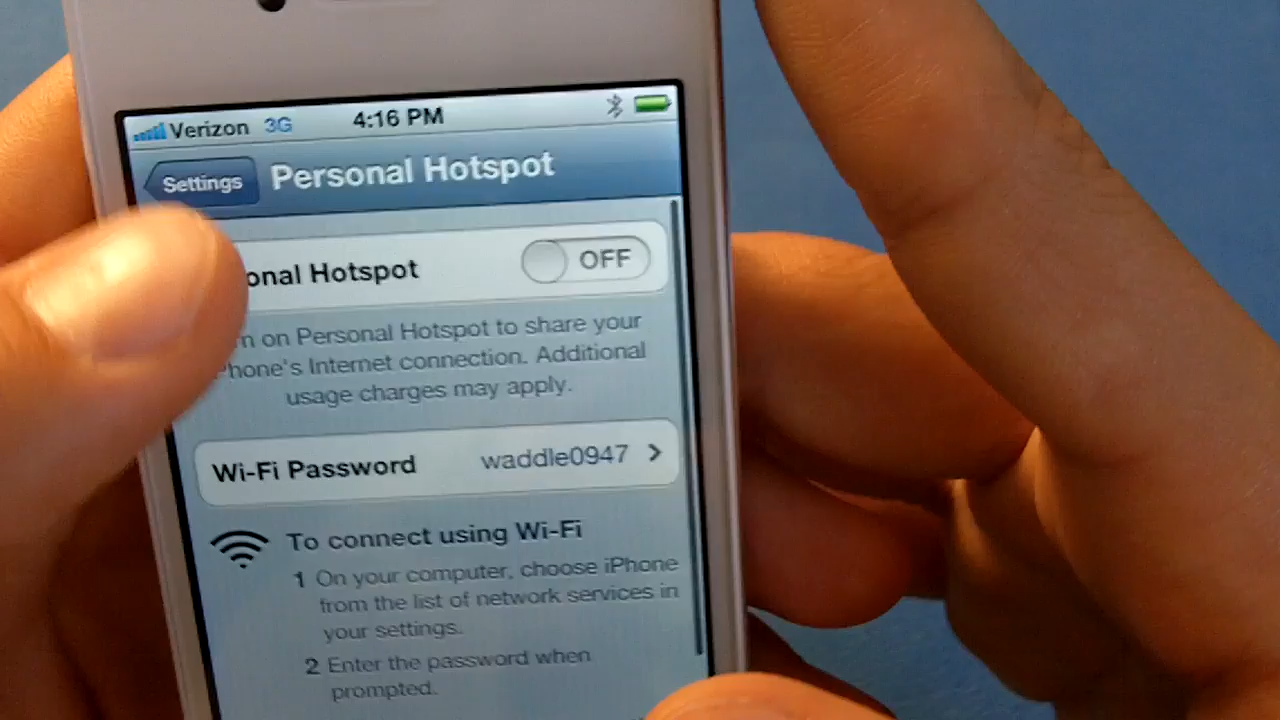 Verizon 3G 4:16 PM
Settings Personal Hotspot
onal Hotspot OFF
n on Personal Hotspot to share your
hone's Internet connection. Additional
usage charges may apply.
Wi-Fi Password waddle0947 >
To connect using Wi-Fi
1 On your computer, choose iPhone
from the list of network services in
your settings.
2 Enter the password when
prompted.